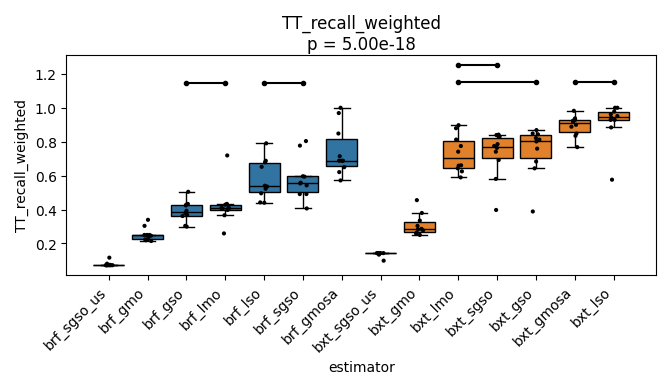 TT_recall_weighted
p = 5.00e-18
TT_recall_weighted
1.2
1.0
0.8
0.6
0.4
0.2
brf_sgso_us
brf_gmo
brf_gso
brf_lmo
brf_lso
brf_sgso
brf_gmosa
bxt_sgso_us
bxt_gmo
bxt_lmo
bxt_sgso
bxt_gso
bxt_gmosa
bxt_lso
estimator